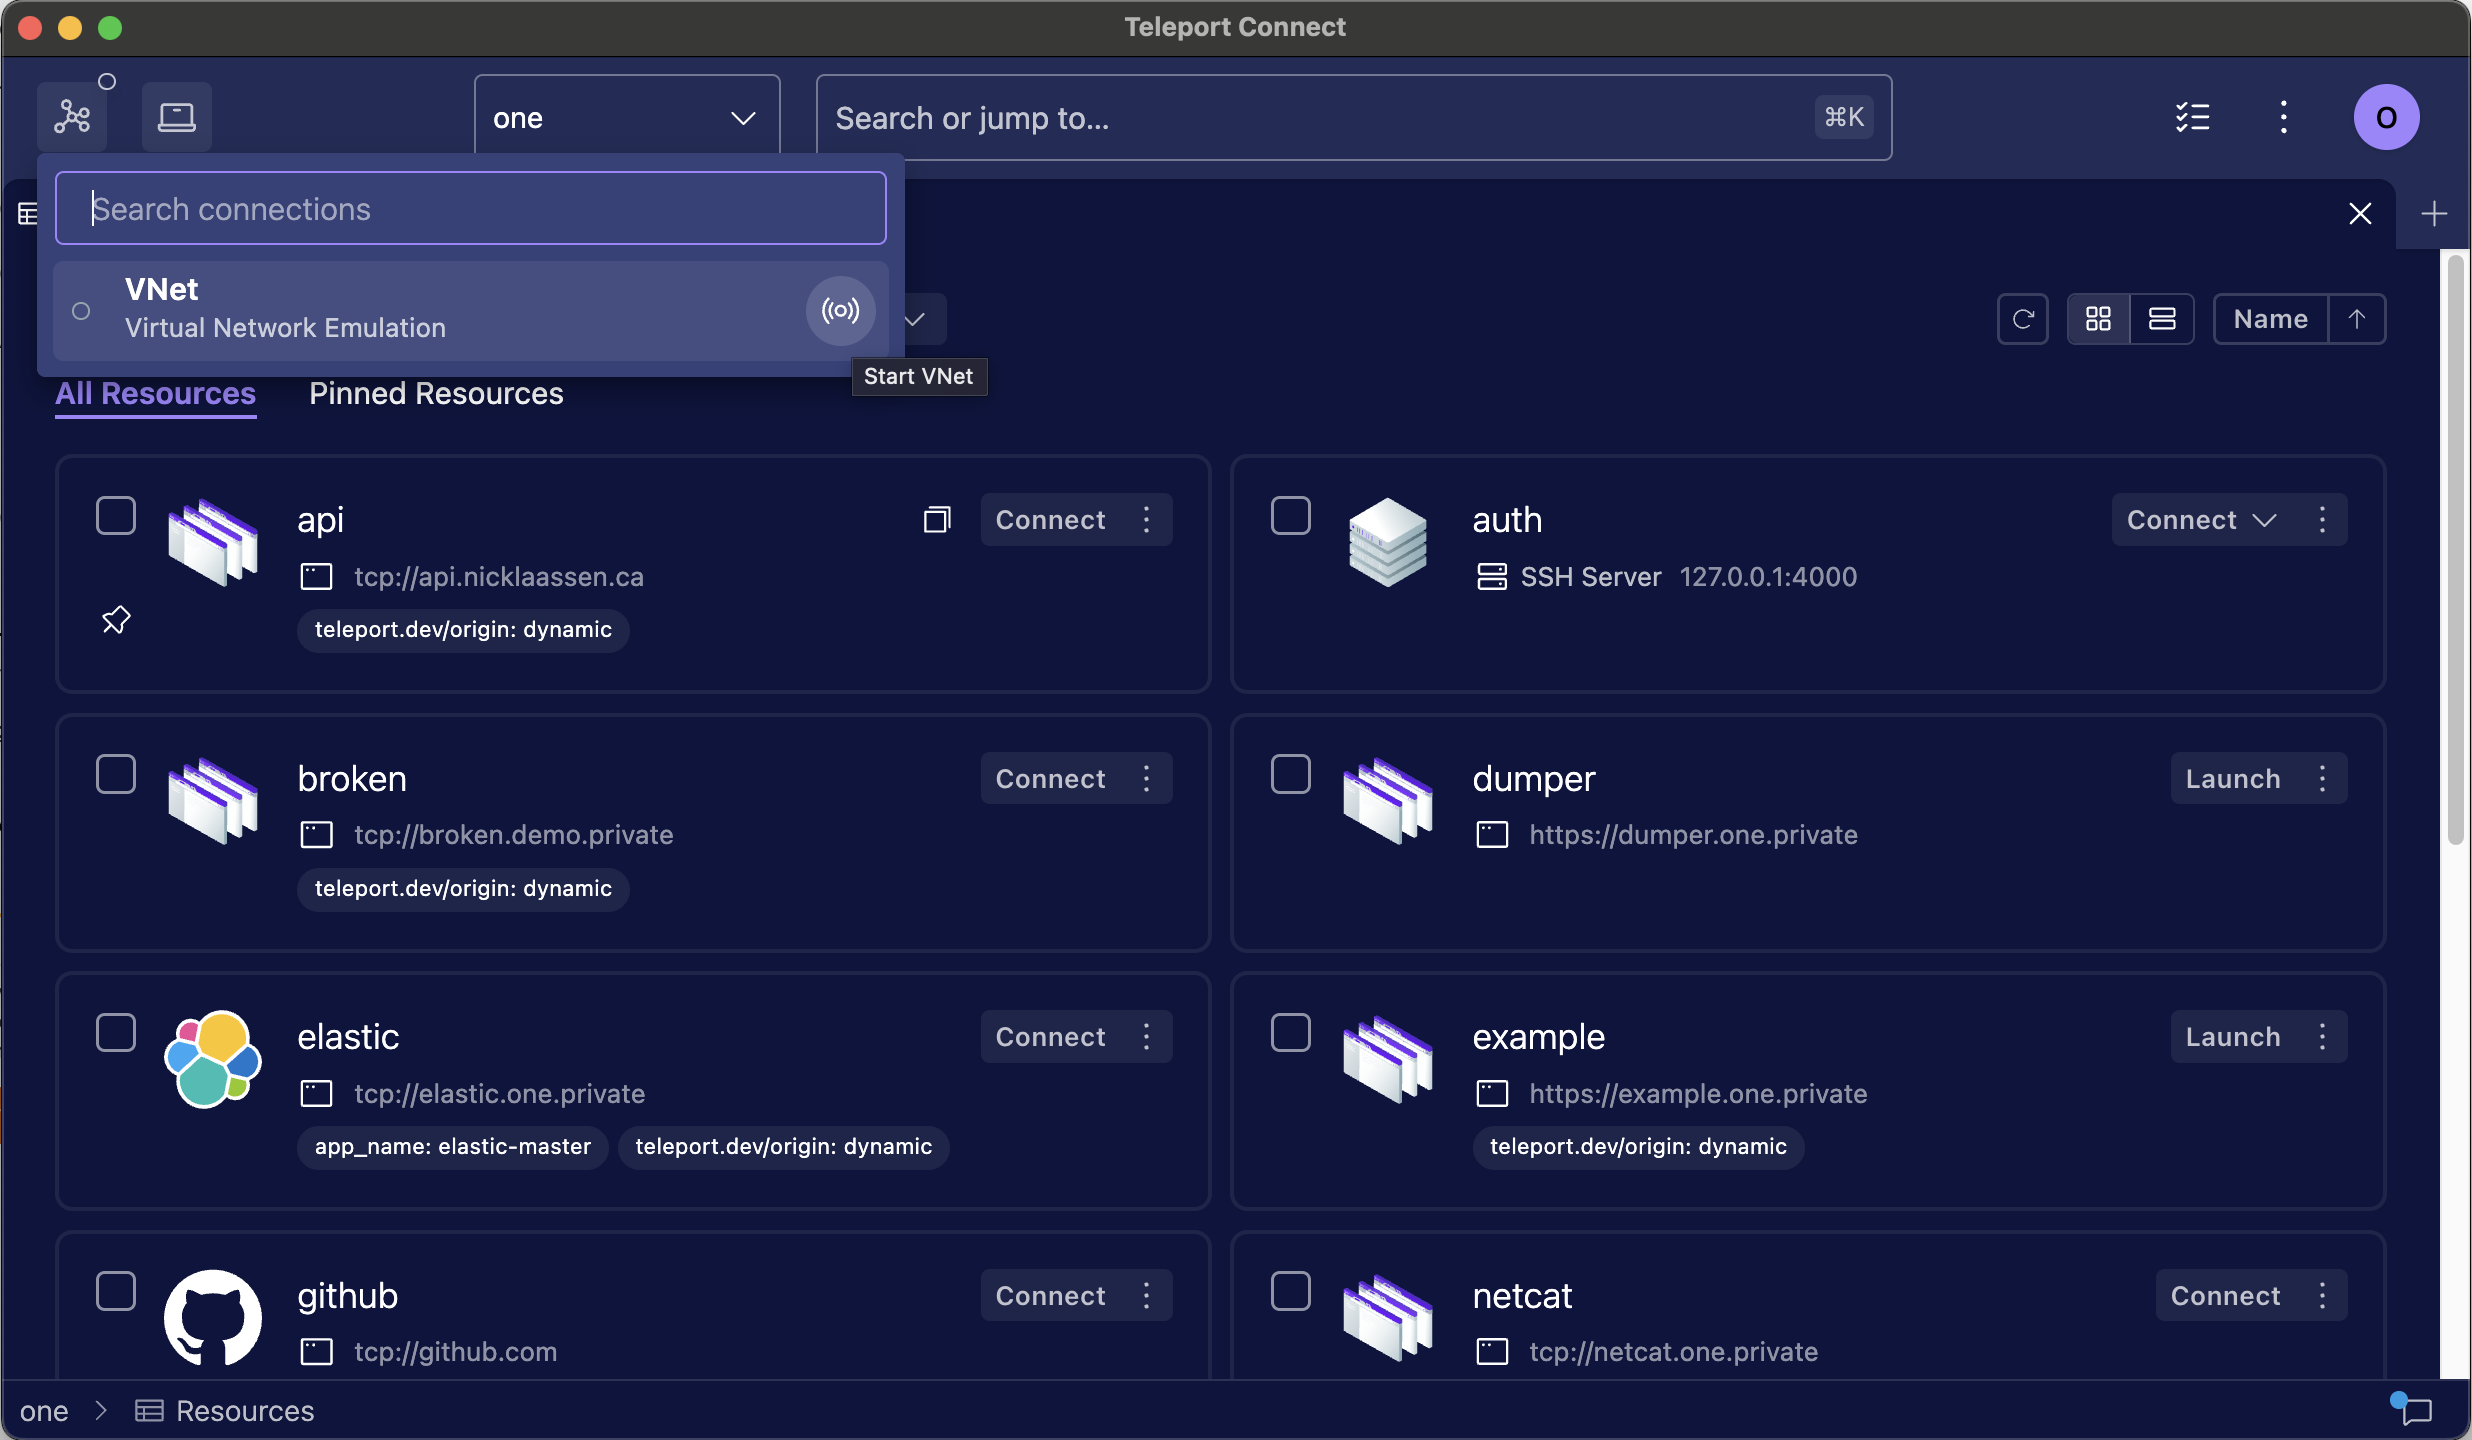 Teleport Connect
one
Search or jump to...
⌘K
O
Search connections
VNet
Virtual Network Emulation
Start VNet
Name
All Resources
Pinned Resources
api
Connect
tcp://api.nicklaassen.ca
teleport.dev/origin: dynamic
auth
Connect
SSH Server 127.0.0.1:4000
broken
Connect
tcp://broken.demo.private
teleport.dev/origin: dynamic
dumper
Launch
https://dumper.one.private
elastic
Connect
tcp://elastic.one.private
app_name: elastic-master
teleport.dev/origin: dynamic
example
Launch
https://example.one.private
teleport.dev/origin: dynamic
github
Connect
tcp://github.com
netcat
Connect
tcp://netcat.one.private
one > Resources